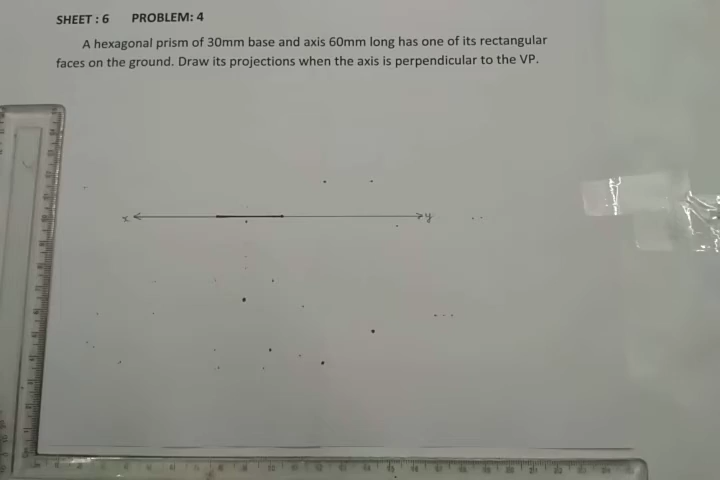 SHEET : 6 PROBLEM: 4
A hexagonal prism of 30mm base and axis 60mm long has one of its rectangular
faces on the ground. Draw its projections when the axis is perpendicular to the VP.
x y